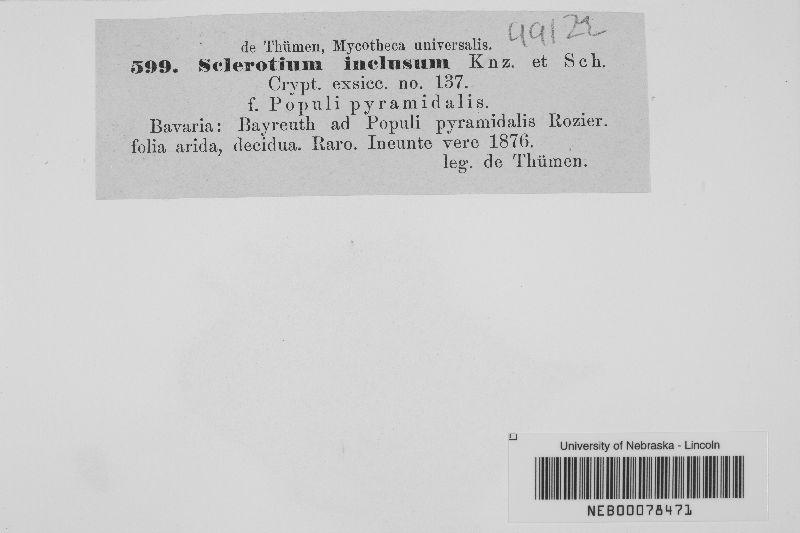 49122
de Thümen, Mycotheca universalis.
599. Sclerotium inclusum Knz. et Sch.
Crypt. exsicc. no. 137.
f. Populi pyramidalis.
Bavaria: Bayreuth ad Populi pyramidalis Rozier.
folia arida, decidua. Raro. Ineunte vere 1876.
leg. de Thümen.
University of Nebraska - Lincoln
NEB00078471